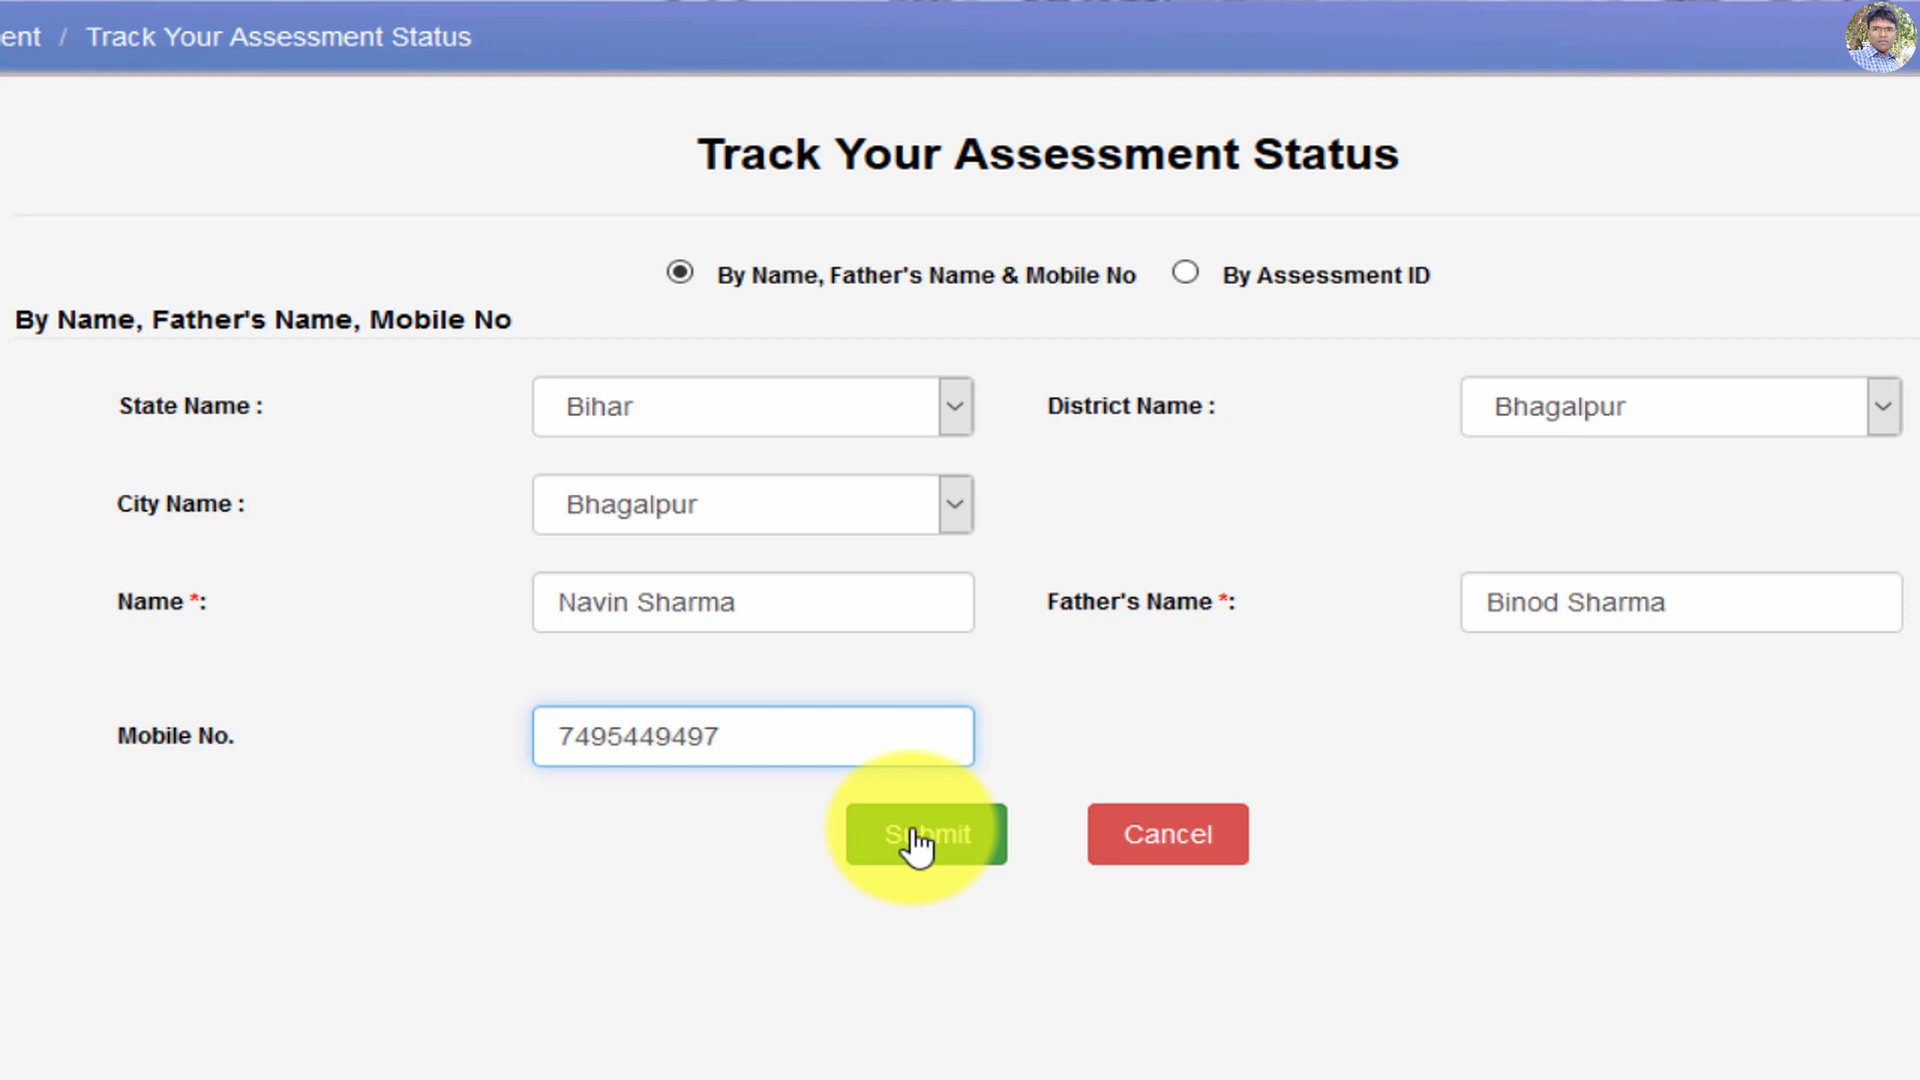 ent / Track Your Assessment Status
Track Your Assessment Status
By Name, Father's Name & Mobile No By Assessment ID
By Name, Father's Name, Mobile No
State Name : Bihar District Name : Bhagalpur
City Name : Bhagalpur
Name *: Navin Sharma Father's Name *: Binod Sharma
Mobile No. 7495449497
Submit Cancel